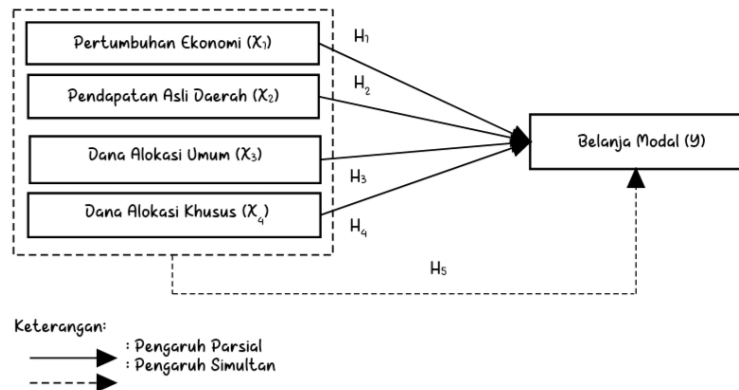 Pertumbuhan Ekonomi (X₁)
H₁
Pendapatan Asli Daerah (X₂)
H₂
Belanja Modal (Y)
Dana Alokasi Umum (X₃)
H₃
Dana Alokasi Khusus (X₄)
H₄
H₅
Keterangan:
: Pengaruh Parsial
: Pengaruh Simultan